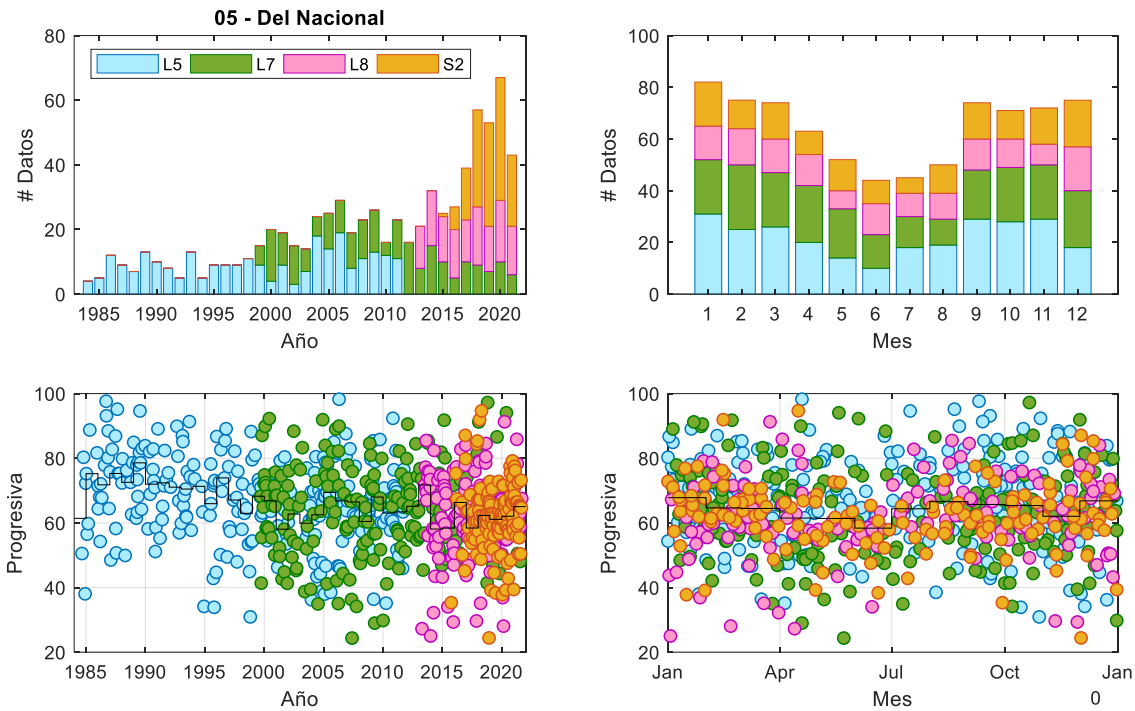 05 - Del Nacional
L5 L7 L8 S2
# Datos
80
60
40
20
0
1985 1990 1995 2000 2005 2010 2015 2020
Año
# Datos
100
80
60
40
20
0
1 2 3 4 5 6 7 8 9 10 11 12
Mes
Progresiva
100
80
60
40
20
1985 1990 1995 2000 2005 2010 2015 2020
Año
Progresiva
100
80
60
40
20
Jan Apr Jul Oct Jan
Mes
0